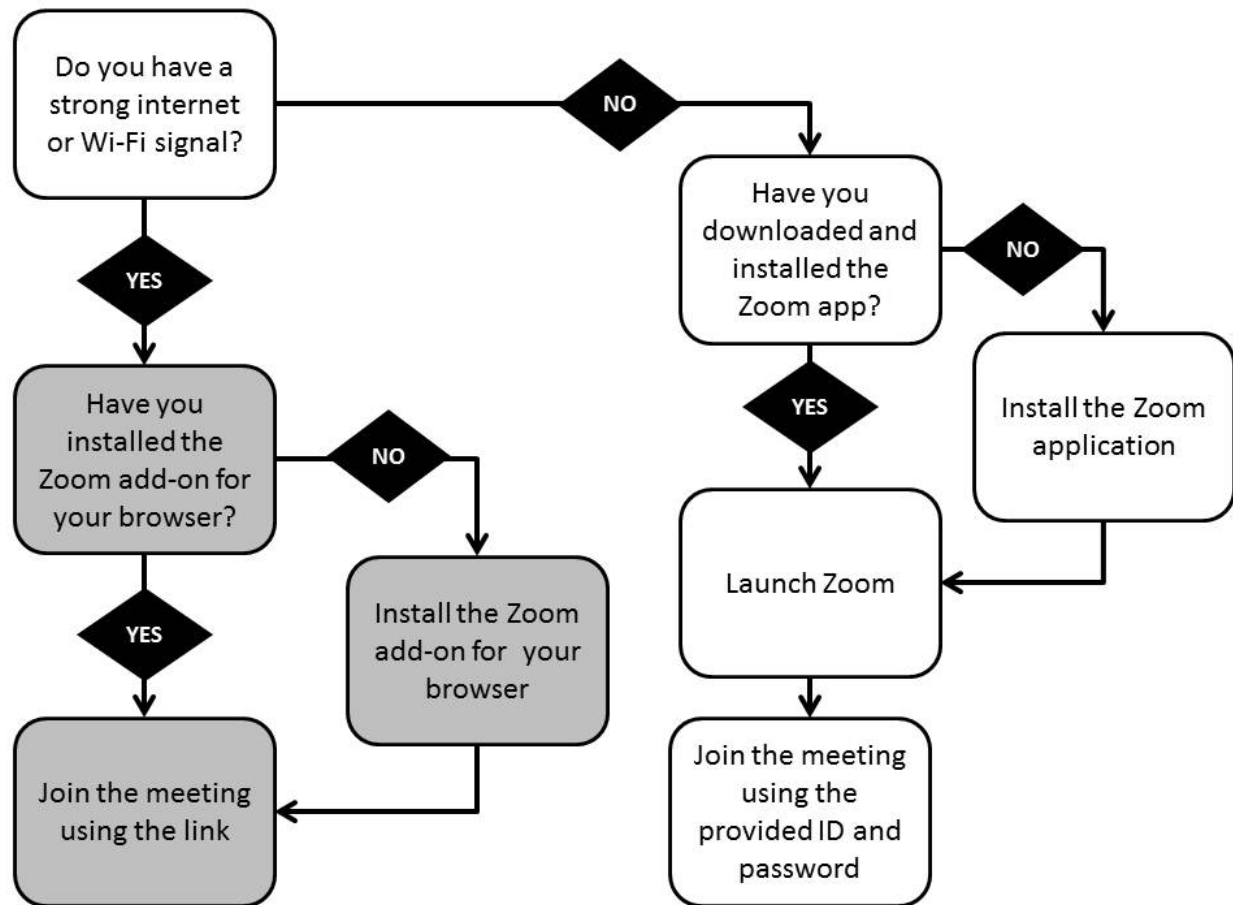 Do you have a
strong internet
or Wi-Fi signal?
NO
Have you
downloaded and
installed the
Zoom app?
NO
YES
Have you
installed the
Zoom add-on for
your browser?
NO
YES
Install the Zoom
application
YES
Install the Zoom
add-on for your
browser
Launch Zoom
Join the meeting
using the link
Join the meeting
using the
provided ID and
password